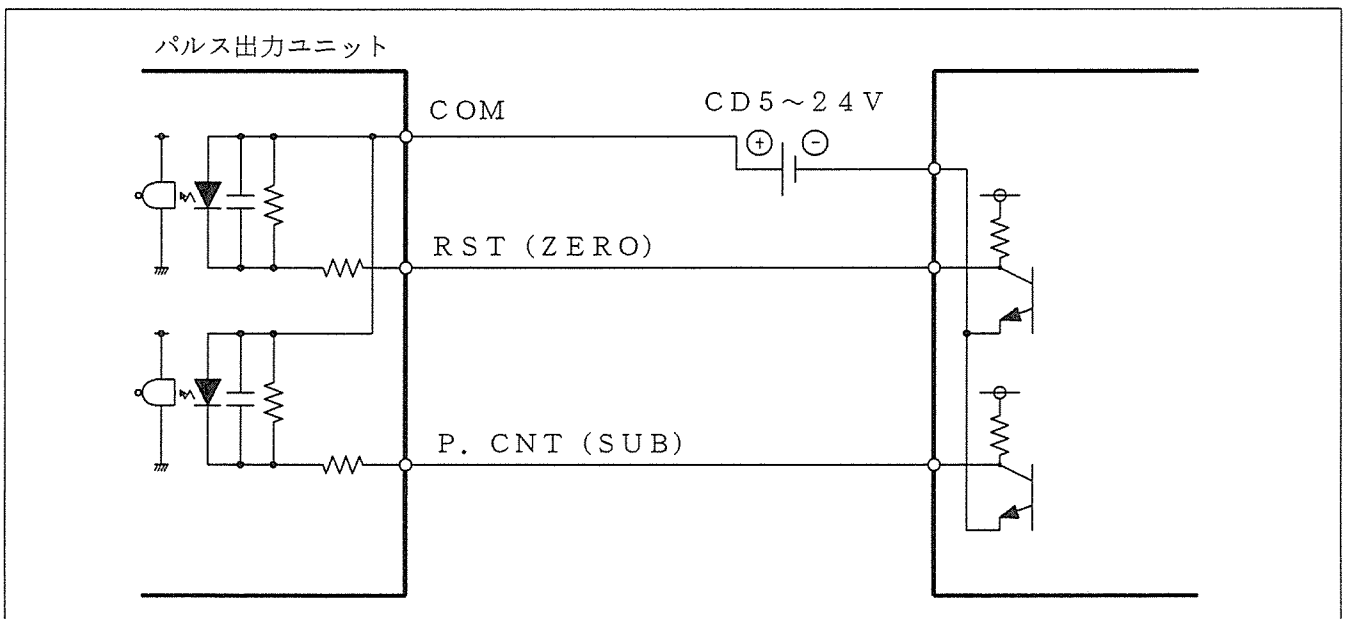 パルス出力ユニット
COM
CD5～24V
⊕ ⊖
RST (ZERO)
P. CNT (SUB)